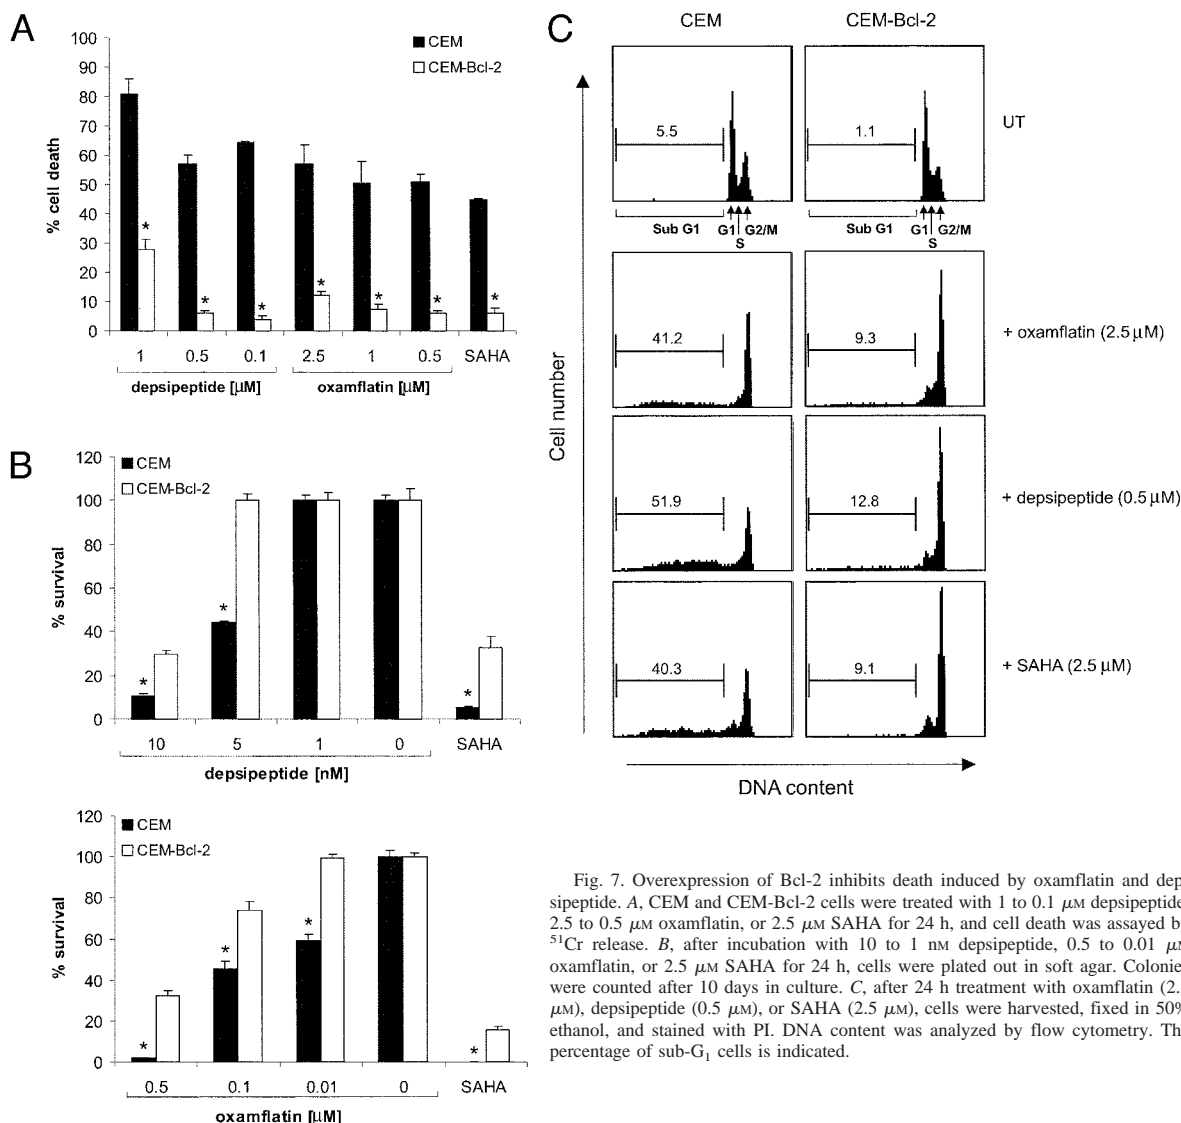 A
100
90
80
70
60
50
40
30
20
10
0
% cell death
CEM
CEM-Bcl-2
*
*
*
*
*
*
*
1 0.5 0.1 2.5 1 0.5 SAHA
depsipeptide [µM] oxamflatin [µM]
B
120
100
80
60
40
20
0
% survival
CEM
CEM-Bcl-2
*
*
*
10 5 1 0 SAHA
depsipeptide [nM]
120
100
80
60
40
20
0
% survival
CEM
CEM-Bcl-2
*
*
*
*
0.5 0.1 0.01 0 SAHA
oxamflatin [µM]
C
CEM CEM-Bcl-2
5.5 1.1 UT
Sub G1 G1 S G2/M Sub G1 G1 S G2/M
41.2 9.3 + oxamflatin (2.5 µM)
51.9 12.8 + depsipeptide (0.5 µM)
40.3 9.1 + SAHA (2.5 µM)
Cell number
DNA content
Fig. 7. Overexpression of Bcl-2 inhibits death induced by oxamflatin and dep
sipeptide. A, CEM and CEM-Bcl-2 cells were treated with 1 to 0.1 µM depsipeptide
2.5 to 0.5 µM oxamflatin, or 2.5 µM SAHA for 24 h, and cell death was assayed b
⁵¹Cr release. B, after incubation with 10 to 1 nM depsipeptide, 0.5 to 0.01 µM
oxamflatin, or 2.5 µM SAHA for 24 h, cells were plated out in soft agar. Colonie
were counted after 10 days in culture. C, after 24 h treatment with oxamflatin (2.
µM), depsipeptide (0.5 µM), or SAHA (2.5 µM), cells were harvested, fixed in 50%
ethanol, and stained with PI. DNA content was analyzed by flow cytometry. Th
percentage of sub-G₁ cells is indicated.